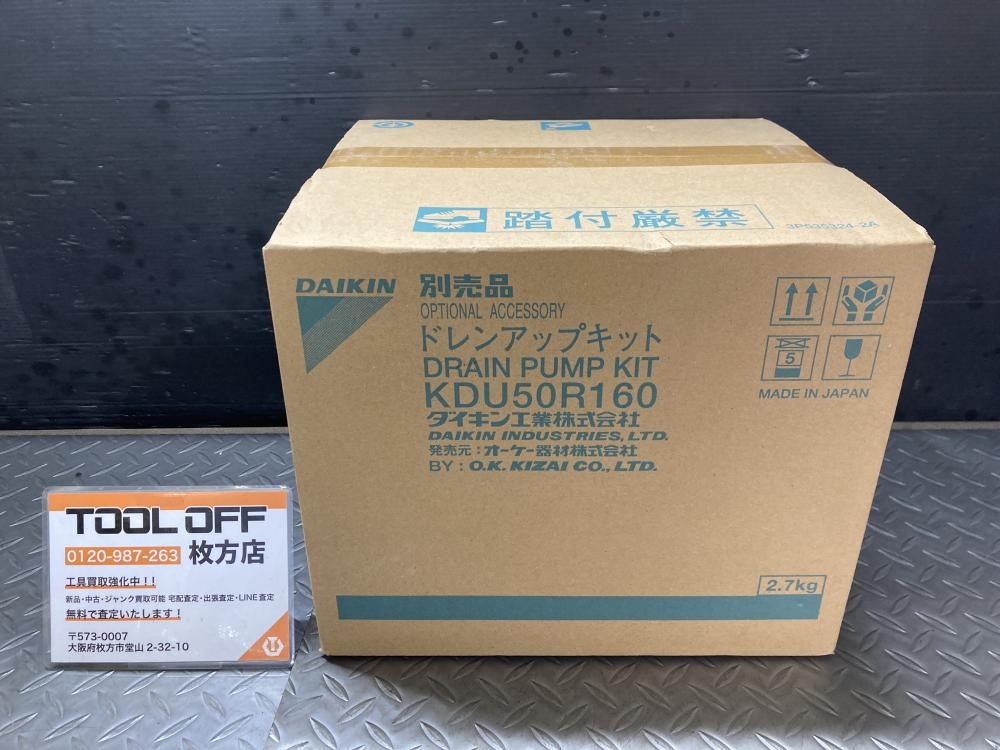 踏付厳禁
3P535324-2A
DAIKIN
別売品
OPTIONAL ACCESSORY
ドレンアップキット
DRAIN PUMP KIT
KDU50R160
ダイキン工業株式会社
DAIKIN INDUSTRIES, LTD.
発売元:オーケー器材株式会社
BY : O.K. KIZAI CO., LTD.
5
MADE IN JAPAN
2.7kg
TOOL OFF
0120-987-263 枚方店
工具買取強化中!!
新品・中古・ジャンク買取可能 宅配査定・出張査定・LINE査定
無料で査定いたします!
〒573-0007
大阪府枚方市堂山 2-32-10